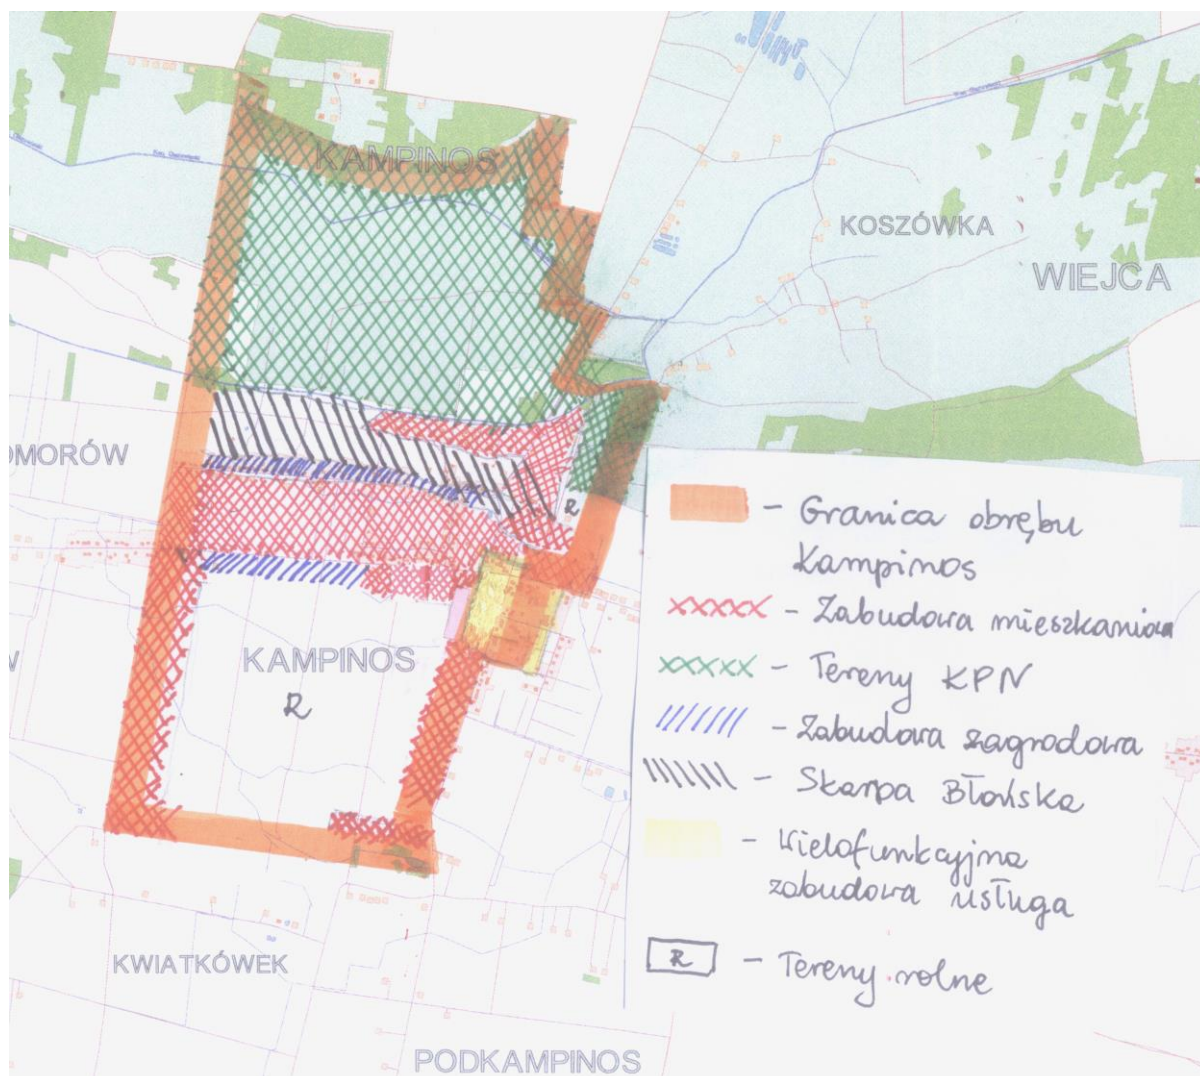 KAMPINOS
KOSZÓWKA
WIEJCA
OMORÓW
R
KAMPINOS
R
KWIATKÓWEK
PODKAMPINOS
- Granica obrębu
Kampinos
- Zabudowa mieszkaniowa
- Tereny KPN
- Zabudowa zagrodowa
- Skarpa Błońska
- Wielofunkcyjna
zabudowa usługa
R - Tereny rolne